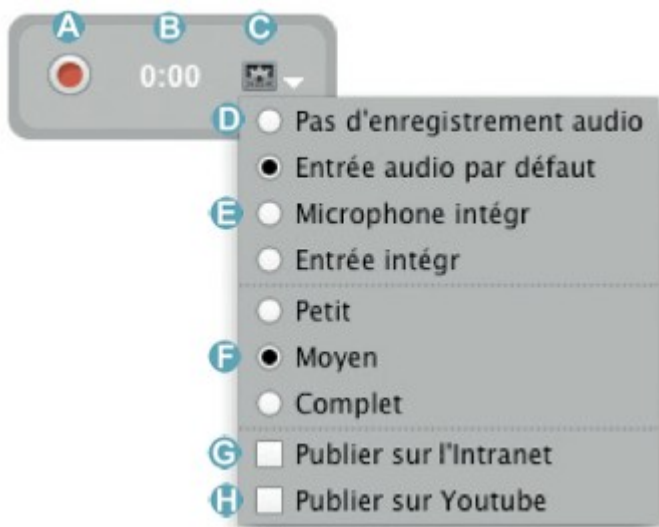 A B C
0:00
D Pas d'enregistrement audio
Entrée audio par défaut
E Microphone intégr
Entrée intégr
Petit
F Moyen
Complet
G Publier sur l'Intranet
H Publier sur Youtube